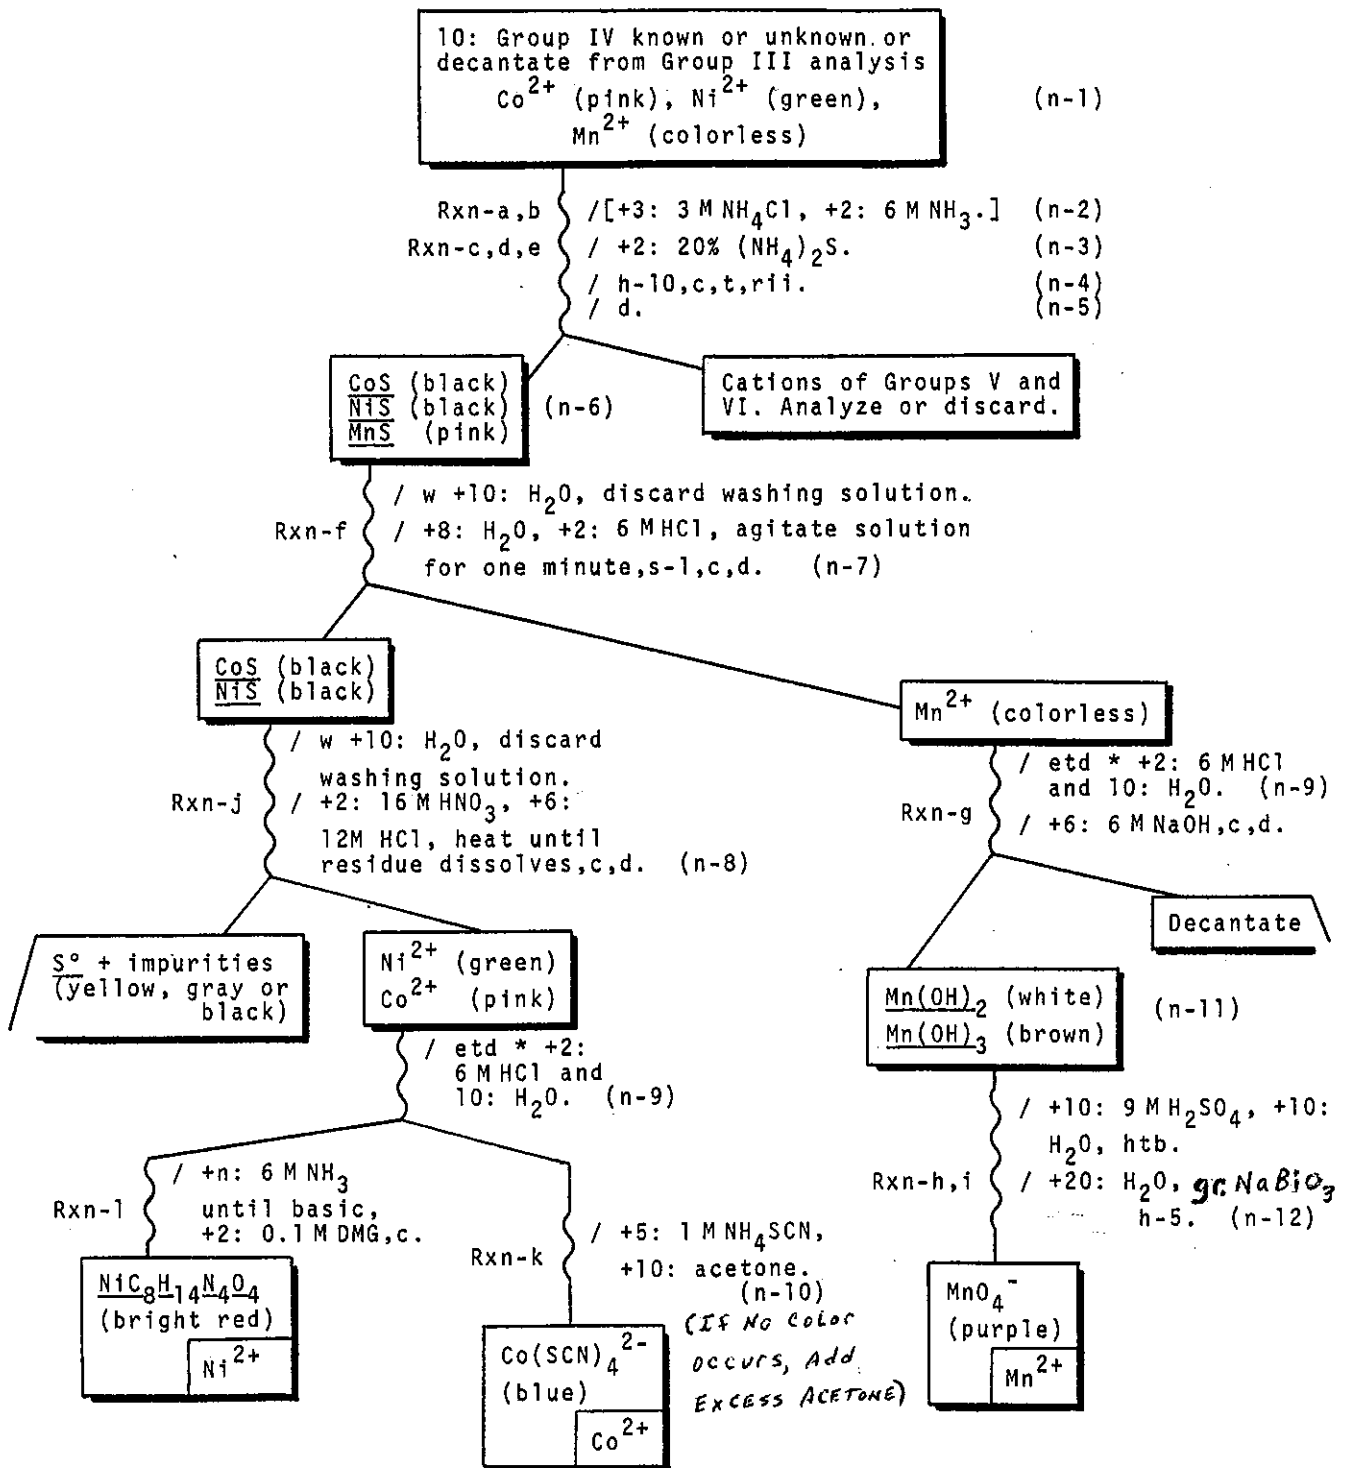 10: Group IV known or unknown or
decantate from Group III analysis
Co²⁺ (pink), Ni²⁺ (green),
Mn²⁺ (colorless)
(n-1)
Rxn-a,b
/[+3: 3 M NH₄Cl, +2: 6 M NH₃.]
(n-2)
Rxn-c,d,e
/ +2: 20% (NH₄)₂S.
(n-3)
/ h-10,c,t,rii.
(n-4)
/ d.
(n-5)
CoS (black)
NiS (black)
MnS (pink)
(n-6)
Cations of Groups V and
VI. Analyze or discard.
Rxn-f
/ w +10: H₂O, discard washing solution.
/ +8: H₂O, +2: 6 M HCl, agitate solution
for one minute,s-1,c,d. (n-7)
CoS (black)
NiS (black)
Mn²⁺ (colorless)
Rxn-j
/ w +10: H₂O, discard
washing solution.
/ +2: 16 M HNO₃, +6:
12M HCl, heat until
residue dissolves,c,d. (n-8)
Rxn-g
/ etd * +2: 6 M HCl
and 10: H₂O. (n-9)
/ +6: 6 M NaOH,c,d.
Decantate
S° + impurities
(yellow, gray or
black)
Ni²⁺ (green)
Co²⁺ (pink)
Mn(OH)₂ (white)
Mn(OH)₃ (brown)
(n-11)
/ etd * +2:
6 M HCl and
10: H₂O. (n-9)
Rxn-h,i
/ +10: 9 M H₂SO₄, +10:
H₂O, htb.
/ +20: H₂O, gr. NaBiO₃
h-5. (n-12)
Rxn-l
/ +n: 6 M NH₃
until basic,
+2: 0.1 M DMG,c.
Rxn-k
/ +5: 1 M NH₄SCN,
+10: acetone.
(n-10)
(If No Color
occurs, Add
Excess ACETONE)
NiC₈H₁₄N₄O₄
(bright red)
Ni²⁺
Co(SCN)₄²⁻
(blue)
Co²⁺
MnO₄⁻
(purple)
Mn²⁺